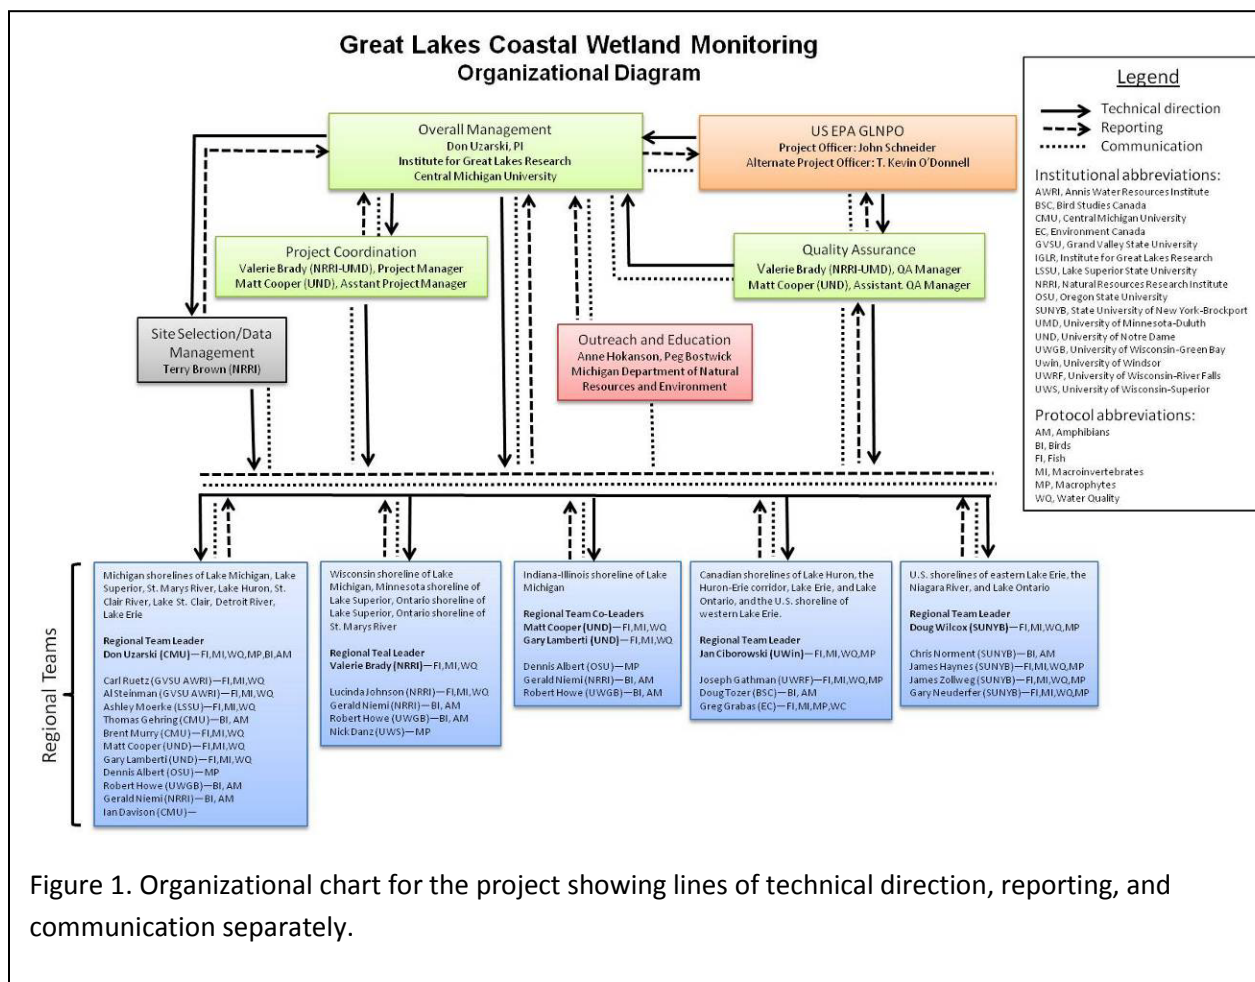 Great Lakes Coastal Wetland Monitoring
Organizational Diagram
Overall Management
Don Uzarski, PI
Institute for Great Lakes Research
Central Michigan University
US EPA GLNPO
Project Officer: John Schneider
Alternate Project Officer: T. Kevin O'Donnell
Project Coordination
Valerie Brady (NRRI-UMD), Project Manager
Matt Cooper (UND), Asstant Project Manager
Quality Assurance
Valerie Brady (NRRI-UMD), QA Manager
Matt Cooper (UND), Assistant. QA Manager
Site Selection/Data
Management
Terry Brown (NRRI)
Outreach and Education
Anne Hokanson, Peg Bostwick
Michigan Department of Natural
Resources and Environment
Legend
Technical direction
Reporting
Communication
Institutional abbreviations:
AWRI, Annis Water Resources Institute
BSC, Bird Studies Canada
CMU, Central Michigan University
EC, Environment Canada
GVSU, Grand Valley State University
IGLR, Institute for Great Lakes Research
LSSU, Lake Superior State University
NRRI, Natural Resources Research Institute
OSU, Oregon State University
SUNYB, State University of New York-Brockport
UMD, University of Minnesota-Duluth
UND, University of Notre Dame
UWGB, University of Wisconsin-Green Bay
Uwin, University of Windsor
UWRF, University of Wisconsin-River Falls
UWS, University of Wisconsin-Superior
Protocol abbreviations:
AM, Amphibians
BI, Birds
FI, Fish
MI, Macroinvertebrates
MP, Macrophytes
WQ, Water Quality
Regional Teams
Michigan shorelines of Lake Michigan, Lake
Superior, St. Marys River, Lake Huron, St.
Clair River, Lake St. Clair, Detroit River,
Lake Erie
Regional Team Leader
Don Uzarski (CMU)—FI,MI,WQ,MP,BI,AM
Carl Ruetz (GVSU AWRI)—FI,MI,WQ
Al Steinman (GVSU AWRI)—FI,MI,WQ
Ashley Moerke (LSSU)—FI,MI,WQ
Thomas Gehring (CMU)—BI, AM
Brent Murry (CMU)—FI,MI,WQ
Matt Cooper (UND)—FI,MI,WQ
Gary Lamberti (UND)—FI,MI,WQ
Dennis Albert (OSU)—MP
Robert Howe (UWGB)—BI, AM
Gerald Niemi (NRRI)—BI, AM
Ian Davison (CMU)—
Wisconsin shoreline of Lake
Michigan, Minnesota shoreline of
Lake Superior, Ontario shoreline of
Lake Superior, Ontario shoreline of
St. Marys River
Regional Teal Leader
Valerie Brady (NRRI)—FI,MI,WQ
Lucinda Johnson (NRRI)—FI,MI,WQ
Gerald Niemi (NRRI)—BI, AM
Robert Howe (UWGB)—BI, AM
Nick Danz (UWS)—MP
Indiana-Illinois shoreline of Lake
Michigan
Regional Team Co-Leaders
Matt Cooper (UND)—FI,MI,WQ
Gary Lamberti (UND)—FI,MI,WQ
Dennis Albert (OSU)—MP
Gerald Niemi (NRRI)—BI, AM
Robert Howe (UWGB)—BI, AM
Canadian shorelines of Lake Huron, the
Huron-Erie corridor, Lake Erie, and Lake
Ontario, and the U.S. shoreline of
western Lake Erie.
Regional Team Leader
Jan Ciborowski (UWin)—FI,MI,WQ,MP
Joseph Gathman (UWRF)—FI,MI,WQ,MP
Doug Tozer (BSC)—BI, AM
Greg Grabas (EC)—FI,MI,MP,WC
U.S. shorelines of eastern Lake Erie, the
Niagara River, and Lake Ontario
Regional Team Leader
Doug Wilcox (SUNYB)—FI,MI,WQ,MP
Chris Norment (SUNYB)—BI, AM
James Haynes (SUNYB)—FI,MI,WQ,MP
James Zollweg (SUNYB)—FI,MI,WQ,MP
Gary Neuderfer (SUNYB)—FI,MI,WQ,MP
Figure 1. Organizational chart for the project showing lines of technical direction, reporting, and
communication separately.